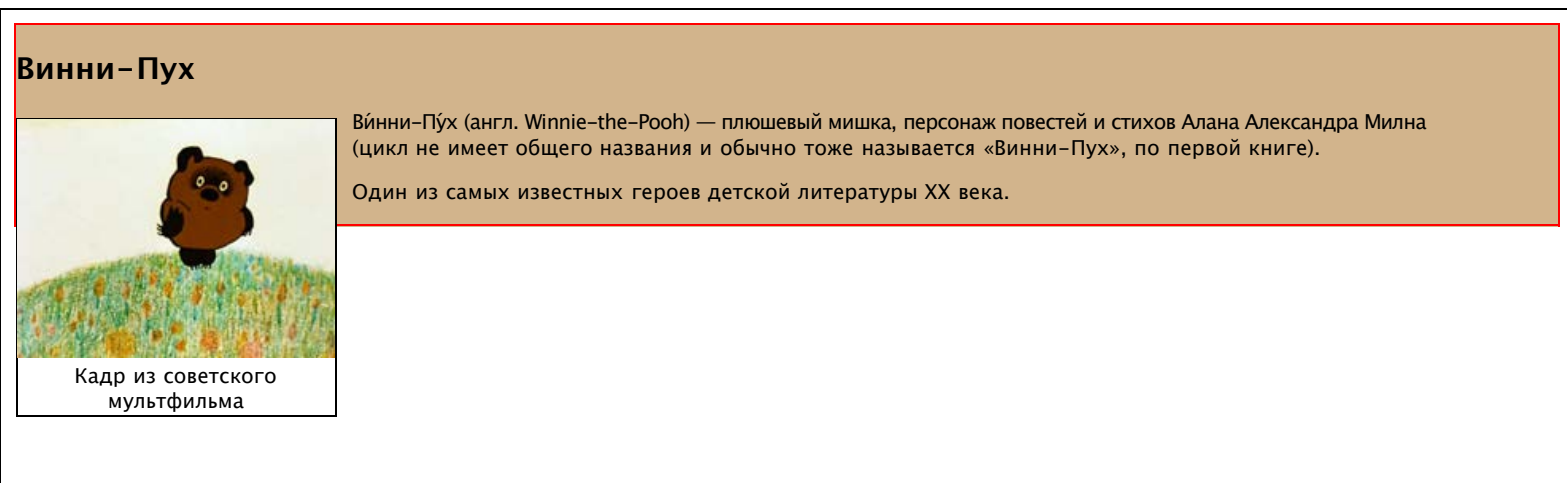 Винни-Пух
Ви́нни-Пу́х (англ. Winnie-the-Pooh) — плюшевый мишка, персонаж повестей и стихов Алана Александра Милна
(цикл не имеет общего названия и обычно тоже называется «Винни-Пух», по первой книге).
Один из самых известных героев детской литературы XX века.
Кадр из советского
мультфильма